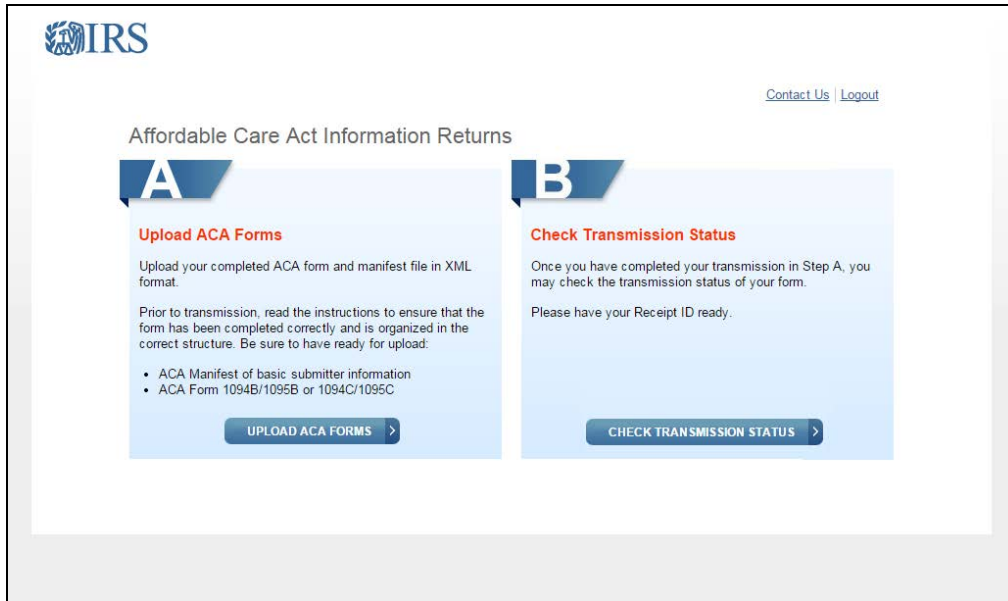 IRS
Contact Us | Logout
Affordable Care Act Information Returns
A
Upload ACA Forms
Upload your completed ACA form and manifest file in XML
format.
Prior to transmission, read the instructions to ensure that the
form has been completed correctly and is organized in the
correct structure. Be sure to have ready for upload:
• ACA Manifest of basic submitter information
• ACA Form 1094B/1095B or 1094C/1095C
UPLOAD ACA FORMS >
B
Check Transmission Status
Once you have completed your transmission in Step A, you
may check the transmission status of your form.
Please have your Receipt ID ready.
CHECK TRANSMISSION STATUS >